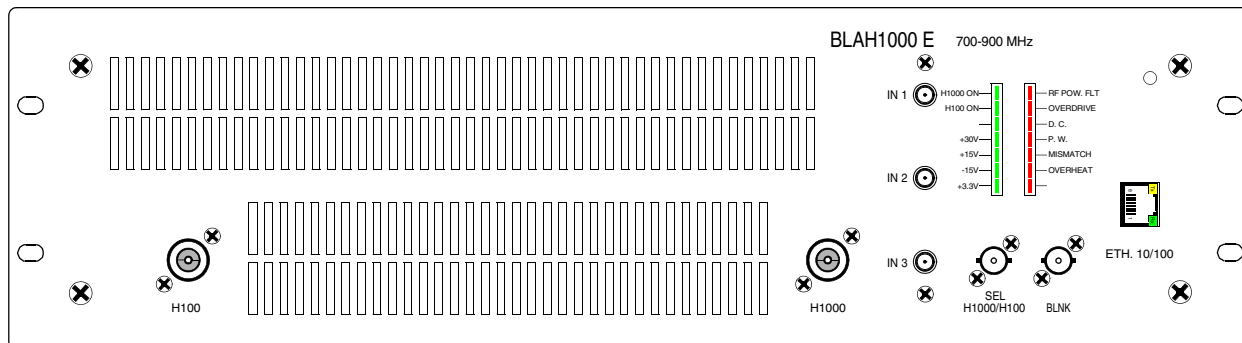 BLAH1000 E 700-900 MHz
IN 1
H1000 ON
RF POW. FLT
H100 ON
OVERDRIVE
D. C.
+30V
P. W.
+15V
MISMATCH
IN 2
-15V
OVERHEAT
+3.3V
ETH. 10/100
IN 3
H100
H1000
SEL
H1000/H100
BLNK